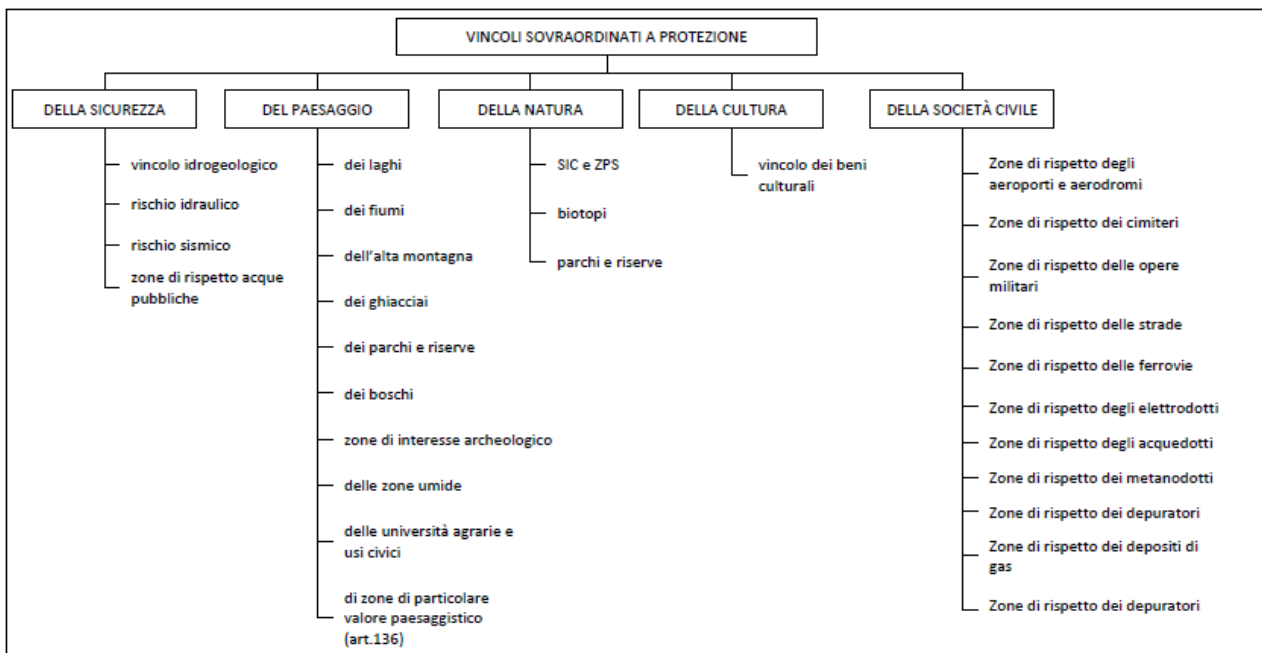 VINCOLI SOVRAORDINATI A PROTEZIONE
DELLA SICUREZZA
vincolo idrogeologico
rischio idraulico
rischio sismico
zone di rispetto acque
pubbliche
DEL PAESAGGIO
dei laghi
dei fiumi
dell'alta montagna
dei ghiacciai
dei parchi e riserve
dei boschi
zone di interesse archeologico
delle zone umide
delle università agrarie e
usi civici
di zone di particolare
valore paesaggistico
(art.136)
DELLA NATURA
SIC e ZPS
biotopi
parchi e riserve
DELLA CULTURA
vincolo dei beni
culturali
DELLA SOCIETÀ CIVILE
Zone di rispetto degli
aeroporti e aerodromi
Zone di rispetto dei cimiteri
Zone di rispetto delle opere
militari
Zone di rispetto delle strade
Zone di rispetto delle ferrovie
Zone di rispetto degli elettrodotti
Zone di rispetto degli acquedotti
Zone di rispetto dei metanodotti
Zone di rispetto dei depuratori
Zone di rispetto dei depositi di
gas
Zone di rispetto dei depuratori